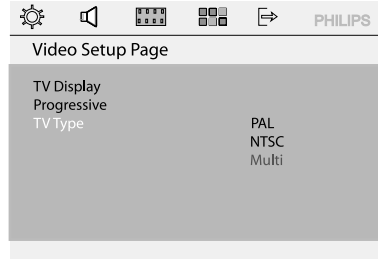 PHILIPS
Video Setup Page
TV Display
Progressive
TV Type
PAL
NTSC
Multi